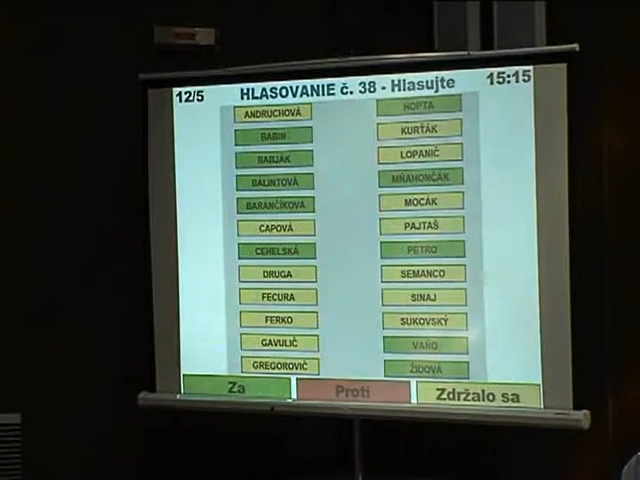 12/5 HLASOVANIE č. 38 - Hlasujte 15:15
ANDRUCHOVÁ
BABIN
BABJÁK
BALINTOVÁ
BARANČÍKOVÁ
CAPOVÁ
CEHELSKÁ
DRUGA
FECURA
FERKO
GAVULIČ
GREGOROVIČ
HOPTA
KURŤÁK
LOPANIČ
MŇAHONČÁK
MOCÁK
PAJTAŠ
PETRO
SEMANCO
SINAJ
SUKOVSKÝ
VAŇO
ŽIDOVÁ
Za Proti Zdržalo sa